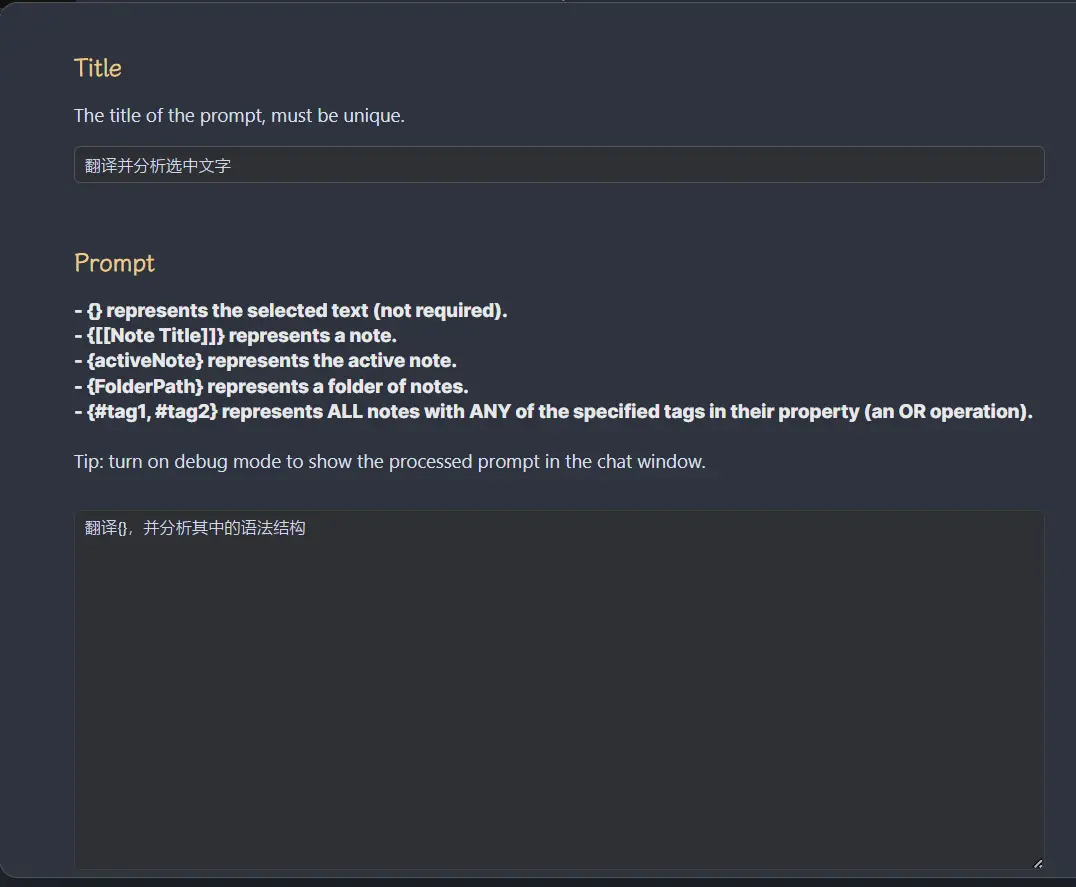 Title
The title of the prompt, must be unique.
翻译并分析选中文字
Prompt
- {} represents the selected text (not required).
- {[[Note Title]]} represents a note.
- {activeNote} represents the active note.
- {FolderPath} represents a folder of notes.
- {#tag1, #tag2} represents ALL notes with ANY of the specified tags in their property (an OR operation).
Tip: turn on debug mode to show the processed prompt in the chat window.
翻译{}，并分析其中的语法结构